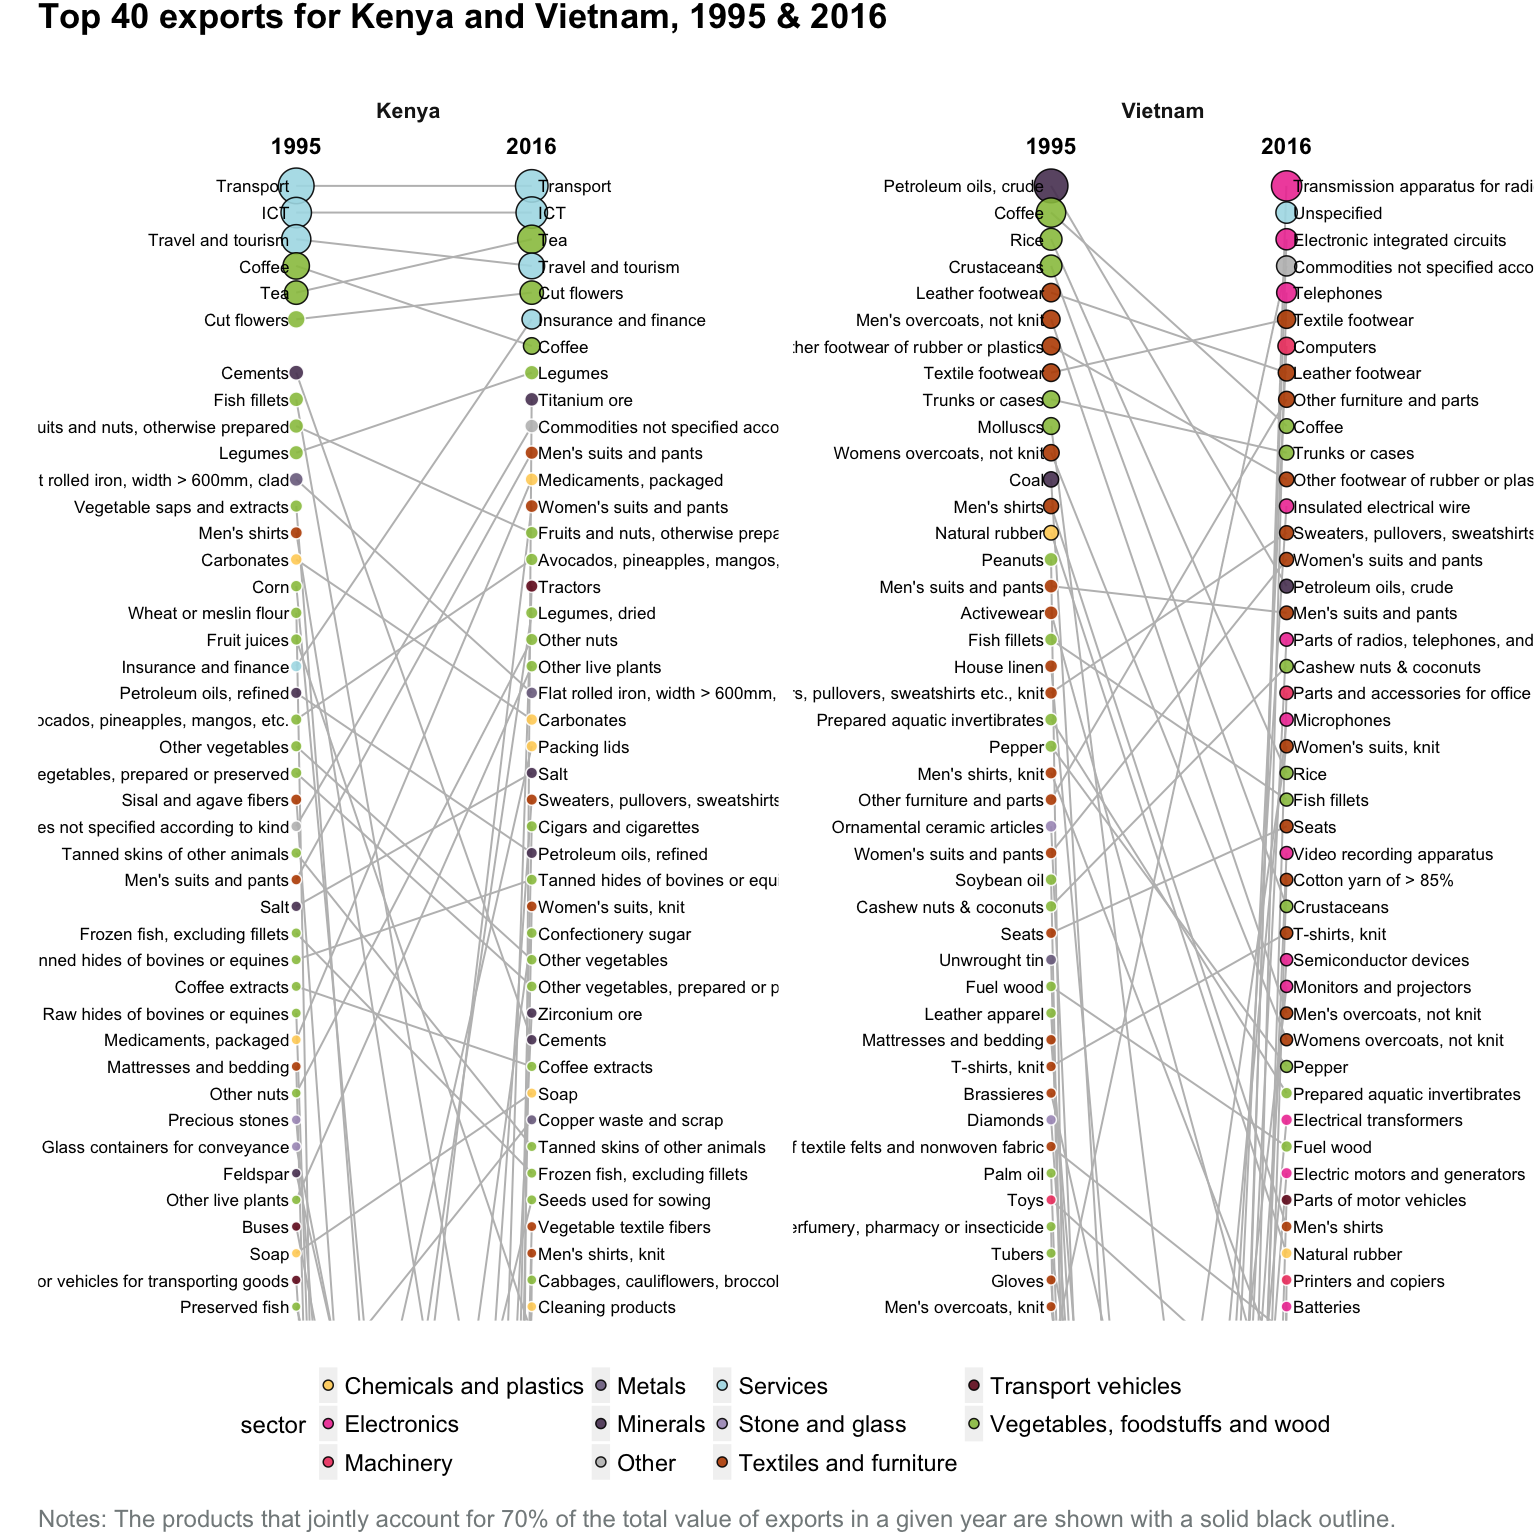 Top 40 exports for Kenya and Vietnam, 1995 & 2016
Kenya
1995
2016
Transport
ICT
Travel and tourism
Coffee
Tea
Cut flowers
Cements
Fish fillets
uits and nuts, otherwise prepared
Legumes
t rolled iron, width > 600mm, clad
Vegetable saps and extracts
Men's shirts
Carbonates
Corn
Wheat or meslin flour
Fruit juices
Insurance and finance
Petroleum oils, refined
ocados, pineapples, mangos, etc.
Other vegetables
egetables, prepared or preserved
Sisal and agave fibers
es not specified according to kind
Tanned skins of other animals
Men's suits and pants
Salt
Frozen fish, excluding fillets
nned hides of bovines or equines
Coffee extracts
Raw hides of bovines or equines
Medicaments, packaged
Mattresses and bedding
Other nuts
Precious stones
Glass containers for conveyance
Feldspar
Other live plants
Buses
Soap
or vehicles for transporting goods
Preserved fish
Transport
ICT
Tea
Travel and tourism
Cut flowers
Insurance and finance
Coffee
Legumes
Titanium ore
Commodities not specified acco
Men's suits and pants
Medicaments, packaged
Women's suits and pants
Fruits and nuts, otherwise prepa
Avocados, pineapples, mangos,
Tractors
Legumes, dried
Other nuts
Other live plants
Flat rolled iron, width > 600mm,
Carbonates
Packing lids
Salt
Sweaters, pullovers, sweatshirts
Cigars and cigarettes
Petroleum oils, refined
Tanned hides of bovines or equi
Women's suits, knit
Confectionery sugar
Other vegetables
Other vegetables, prepared or p
Zirconium ore
Cements
Coffee extracts
Soap
Copper waste and scrap
Tanned skins of other animals
Frozen fish, excluding fillets
Seeds used for sowing
Vegetable textile fibers
Men's shirts, knit
Cabbages, cauliflowers, broccol
Cleaning products
Vietnam
1995
2016
Petroleum oils, crude
Coffee
Rice
Crustaceans
Leather footwear
Men's overcoats, not knit
ther footwear of rubber or plastics
Textile footwear
Trunks or cases
Molluscs
Womens overcoats, not knit
Coal
Men's shirts
Natural rubber
Peanuts
Men's suits and pants
Activewear
Fish fillets
House linen
rs, pullovers, sweatshirts etc., knit
Prepared aquatic invertibrates
Pepper
Men's shirts, knit
Other furniture and parts
Ornamental ceramic articles
Women's suits and pants
Soybean oil
Cashew nuts & coconuts
Seats
Unwrought tin
Fuel wood
Leather apparel
Mattresses and bedding
T-shirts, knit
Brassieres
Diamonds
f textile felts and nonwoven fabric
Palm oil
Toys
erfumery, pharmacy or insecticide
Tubers
Gloves
Men's overcoats, knit
Transmission apparatus for radi
Unspecified
Electronic integrated circuits
Commodities not specified acco
Telephones
Textile footwear
Computers
Leather footwear
Other furniture and parts
Coffee
Trunks or cases
Other footwear of rubber or plas
Insulated electrical wire
Sweaters, pullovers, sweatshirts
Women's suits and pants
Petroleum oils, crude
Men's suits and pants
Parts of radios, telephones, and
Cashew nuts & coconuts
Parts and accessories for office
Microphones
Women's suits, knit
Rice
Fish fillets
Seats
Video recording apparatus
Cotton yarn of > 85%
Crustaceans
T-shirts, knit
Semiconductor devices
Monitors and projectors
Men's overcoats, not knit
Womens overcoats, not knit
Pepper
Prepared aquatic invertibrates
Electrical transformers
Fuel wood
Electric motors and generators
Parts of motor vehicles
Men's shirts
Natural rubber
Printers and copiers
Batteries
sector
Chemicals and plastics
Electronics
Machinery
Metals
Minerals
Other
Services
Stone and glass
Textiles and furniture
Transport vehicles
Vegetables, foodstuffs and wood
Notes: The products that jointly account for 70% of the total value of exports in a given year are shown with a solid black outline.